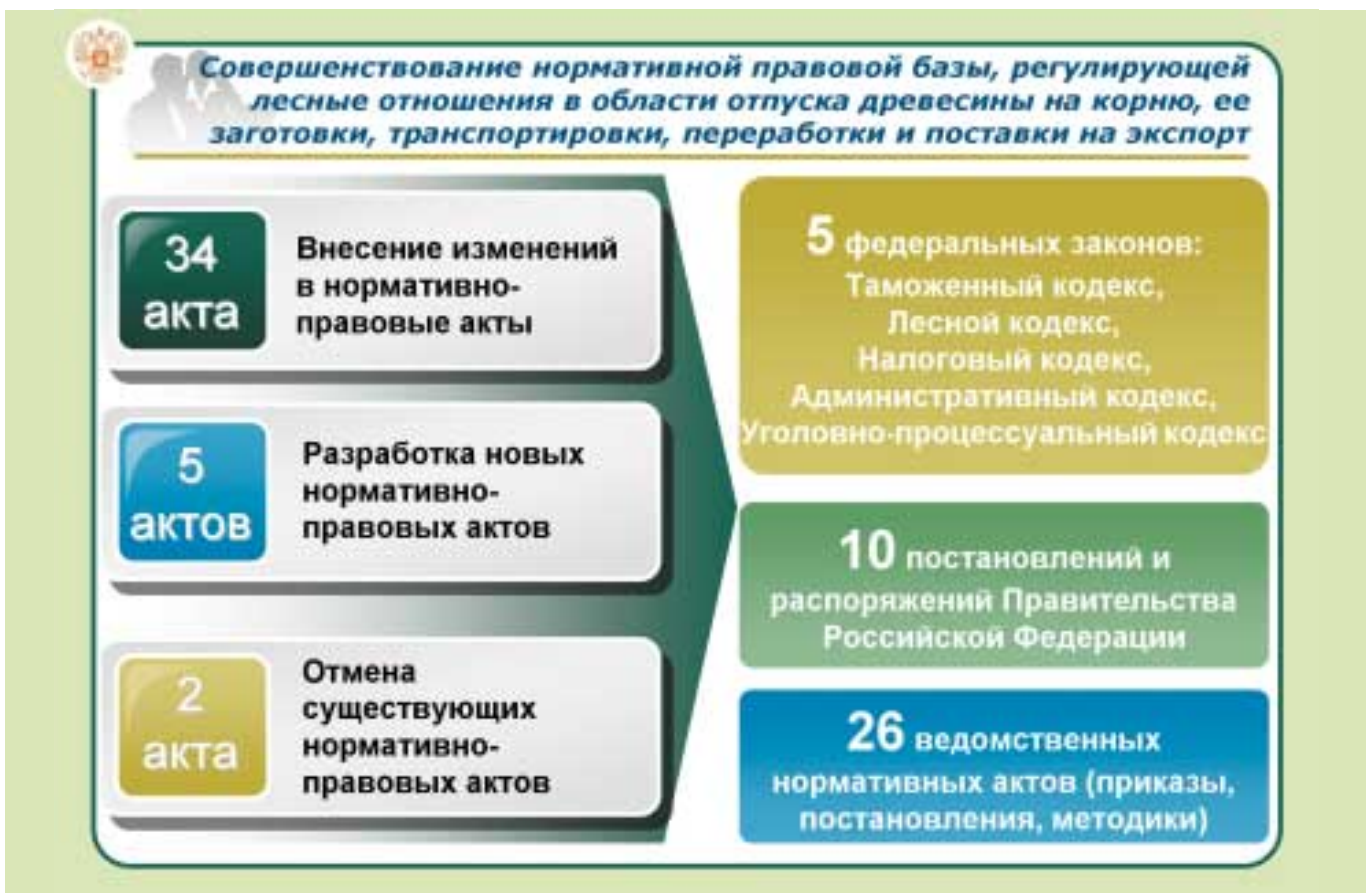 Совершенствование нормативной правовой базы, регулирующей
лесные отношения в области отпуска древесины на корню, ее
заготовки, транспортировки, переработки и поставки на экспорт
34
акта
Внесение изменений
в нормативно-
правовые акты
5
актов
Разработка новых
нормативно-
правовых актов
2
акта
Отмена
существующих
нормативно-
правовых актов
5 федеральных законов:
Таможенный кодекс,
Лесной кодекс,
Налоговый кодекс,
Административный кодекс,
Уголовно-процессуальный кодекс
10 постановлений и
распоряжений Правительства
Российской Федерации
26 ведомственных
нормативных актов (приказы,
постановления, методики)